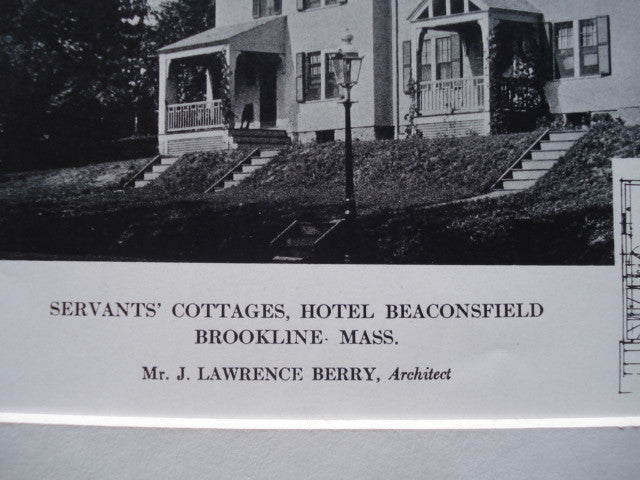 SERVANTS' COTTAGES, HOTEL BEACONSFIELD
BROOKLINE- MASS.
Mr. J. LAWRENCE BERRY, Architect